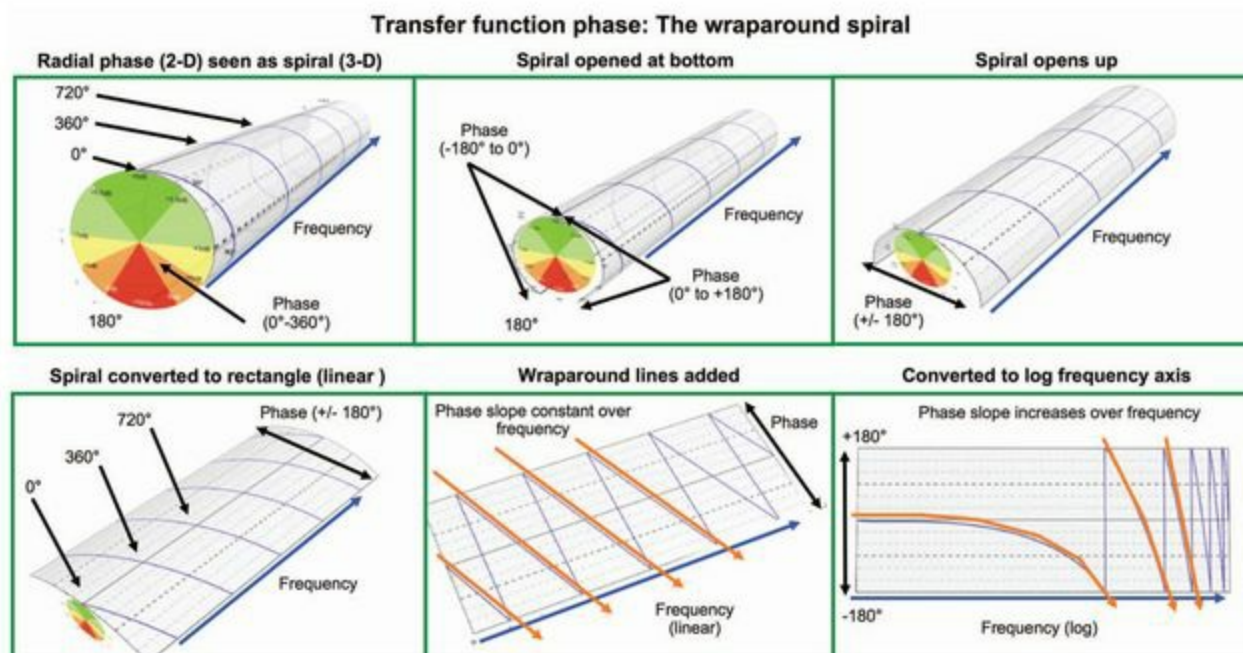 Transfer function phase: The wraparound spiral
Radial phase (2-D) seen as spiral (3-D)
720°
360°
0°
Frequency
Phase
(0°-360°)
180°
Spiral opened at bottom
Phase
(-180° to 0°)
Frequency
Phase
(0° to +180°)
180°
Spiral opens up
Frequency
Phase
(+/- 180°)
Spiral converted to rectangle (linear )
Phase (+/- 180°)
720°
360°
0°
Frequency
Wraparound lines added
Phase slope constant over
frequency
Phase
Frequency
(linear)
Converted to log frequency axis
Phase slope increases over frequency
+180°
-180°
Frequency (log)